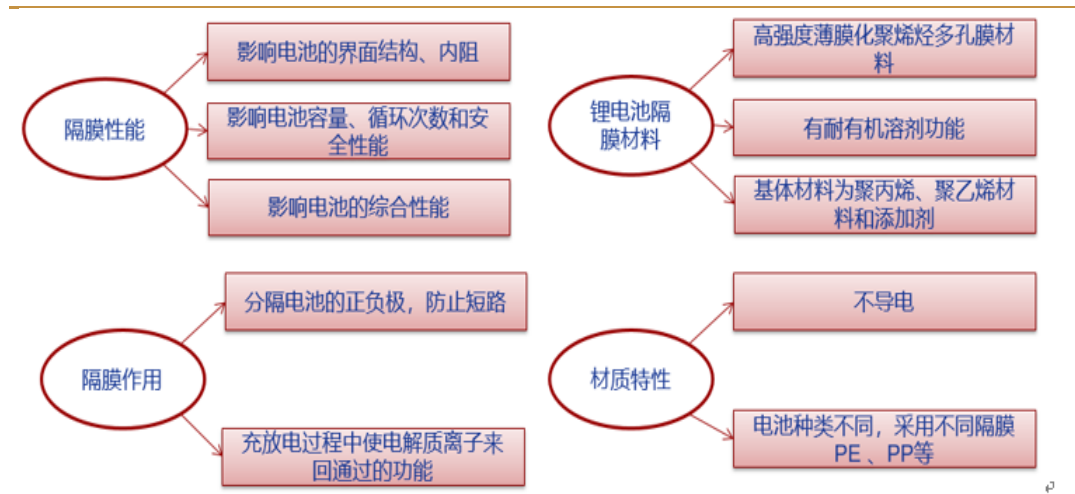 隔膜性能
影响电池的界面结构、内阻
影响电池容量、循环次数和安
全性能
影响电池的综合性能
锂电池隔
膜材料
高强度薄膜化聚烯烃多孔膜材
料
有耐有机溶剂功能
基体材料为聚丙烯、聚乙烯材
料和添加剂
隔膜作用
分隔电池的正负极，防止短路
充放电过程中使电解质离子来
回通过的功能
材质特性
不导电
电池种类不同，采用不同隔膜
PE 、PP等